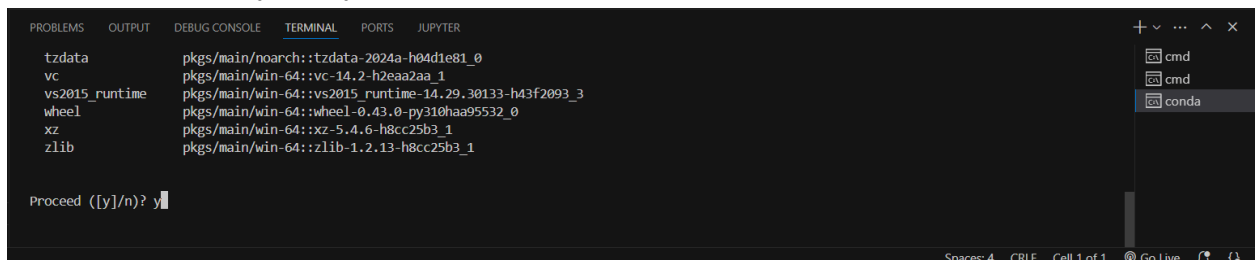 PROBLEMS OUTPUT DEBUG CONSOLE TERMINAL PORTS JUPYTER
tzdata pkgs/main/noarch::tzdata-2024a-h04d1e81_0
vc pkgs/main/win-64::vc-14.2-h2eaa2aa_1
vs2015_runtime pkgs/main/win-64::vs2015_runtime-14.29.30133-h43f2093_3
wheel pkgs/main/win-64::wheel-0.43.0-py310haa95532_0
xz pkgs/main/win-64::xz-5.4.6-h8cc25b3_1
zlib pkgs/main/win-64::zlib-1.2.13-h8cc25b3_1
Proceed ([y]/n)? y
cmd
cmd
conda
Spaces: 4 CRLF Cell 1 of 1 Go Live